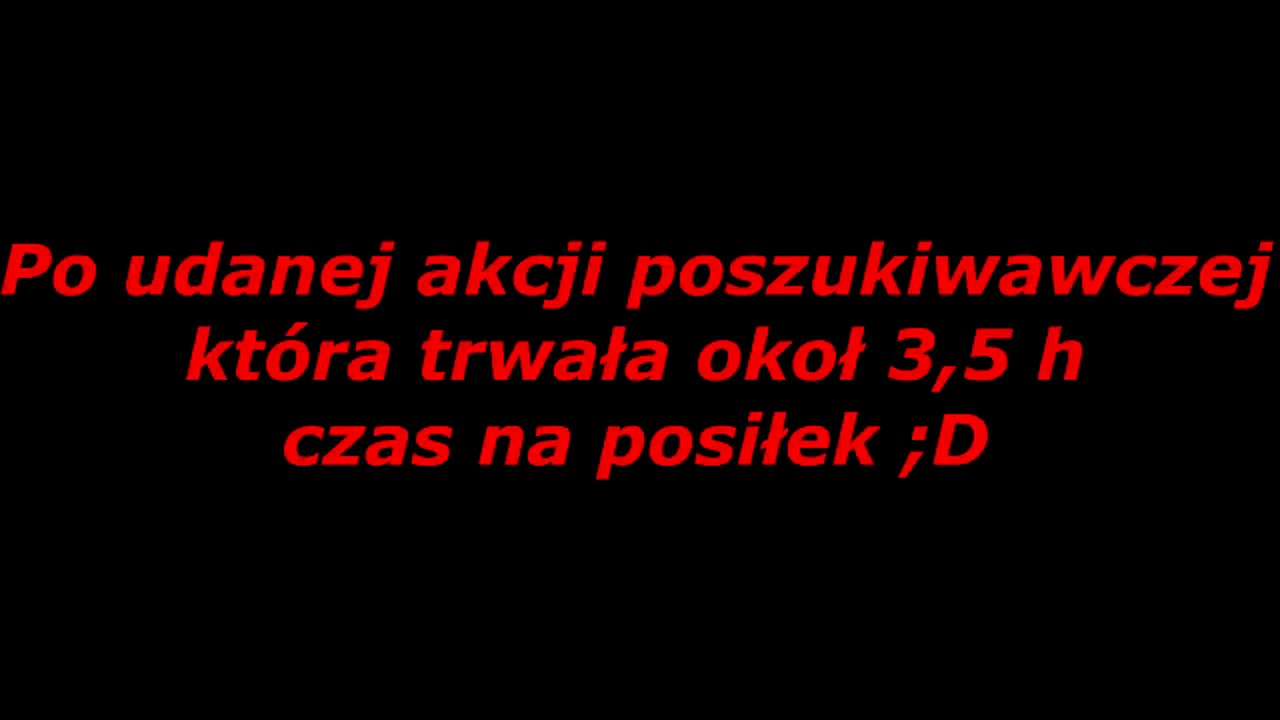 Po udanej akcji poszukiwawczej
która trwała okoł 3,5 h
czas na posiłek ;D